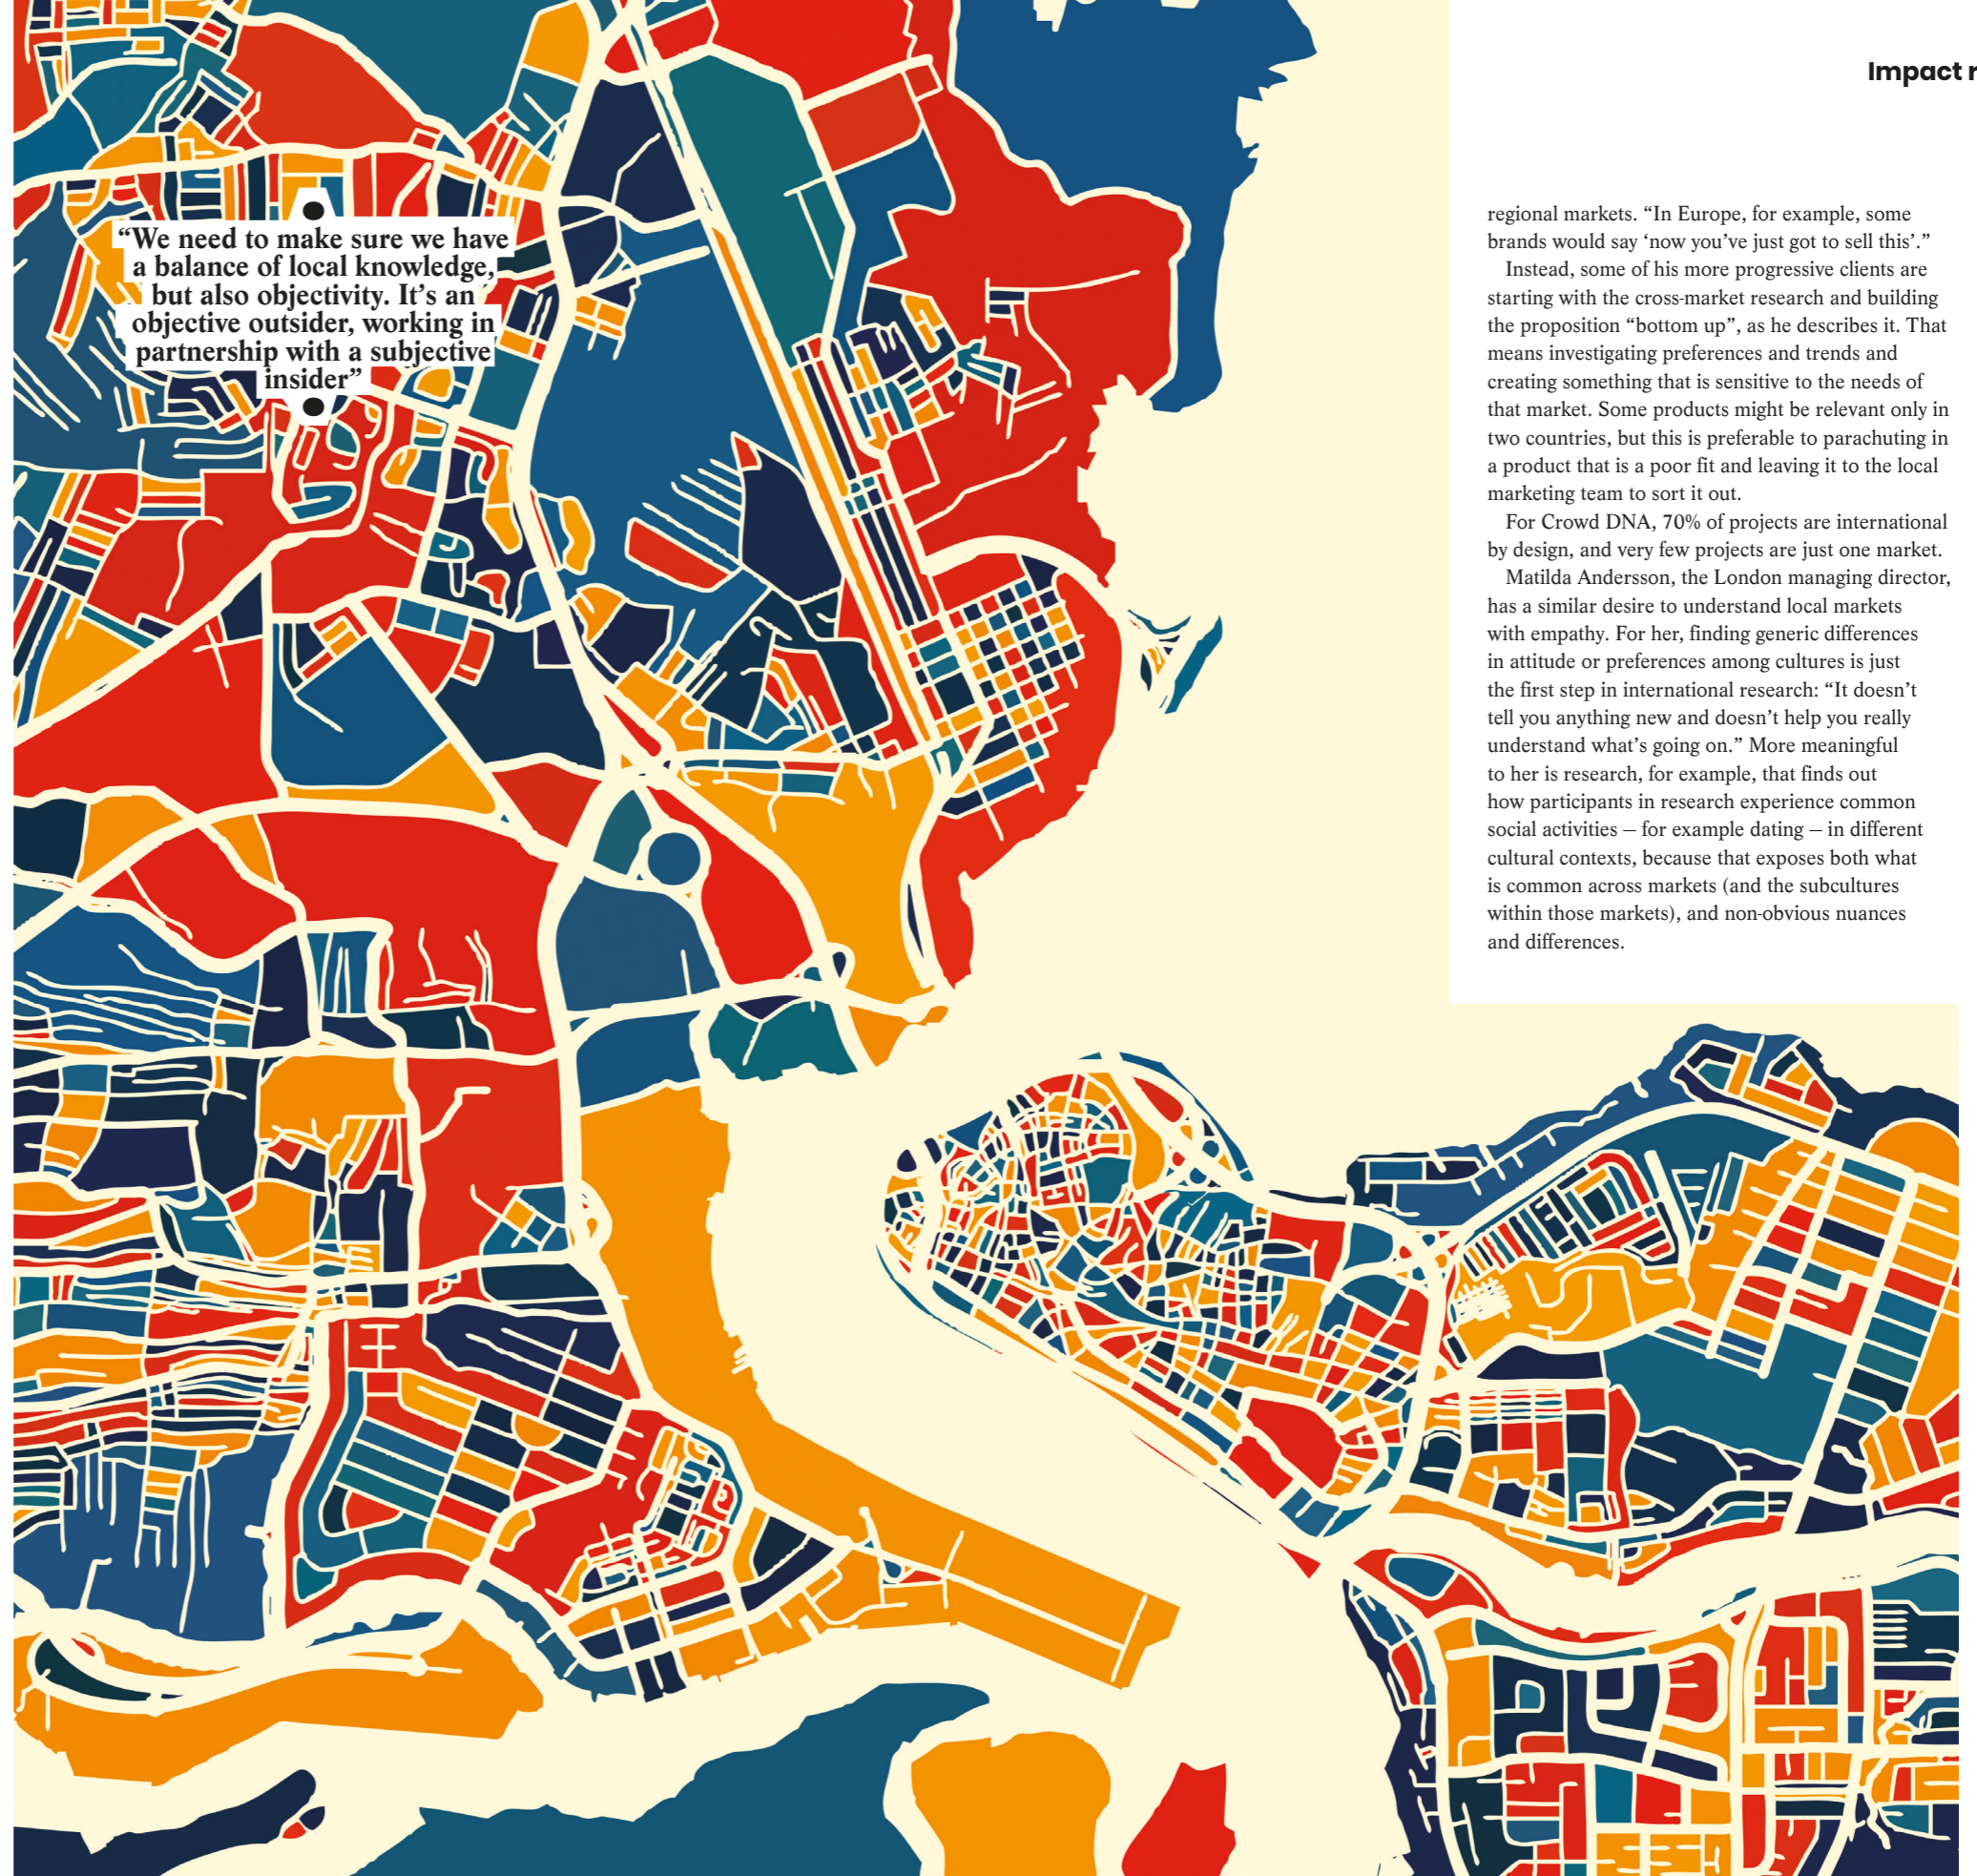 Impact
“We need to make sure we have
a balance of local knowledge,
but also objectivity. It’s an
objective outsider, working in
partnership with a subjective
insider”
regional markets. “In Europe, for example, some
brands would say ‘now you’ve just got to sell this’.”
Instead, some of his more progressive clients are
starting with the cross-market research and building
the proposition “bottom up”, as he describes it. That
means investigating preferences and trends and
creating something that is sensitive to the needs of
that market. Some products might be relevant only in
two countries, but this is preferable to parachuting in
a product that is a poor fit and leaving it to the local
marketing team to sort it out.
For Crowd DNA, 70% of projects are international
by design, and very few projects are just one market.
Matilda Andersson, the London managing director,
has a similar desire to understand local markets
with empathy. For her, finding generic differences
in attitude or preferences among cultures is just
the first step in international research: “It doesn’t
tell you anything new and doesn’t help you really
understand what’s going on.” More meaningful
to her is research, for example, that finds out
how participants in research experience common
social activities – for example dating – in different
cultural contexts, because that exposes both what
is common across markets (and the subcultures
within those markets), and non-obvious nuances
and differences.